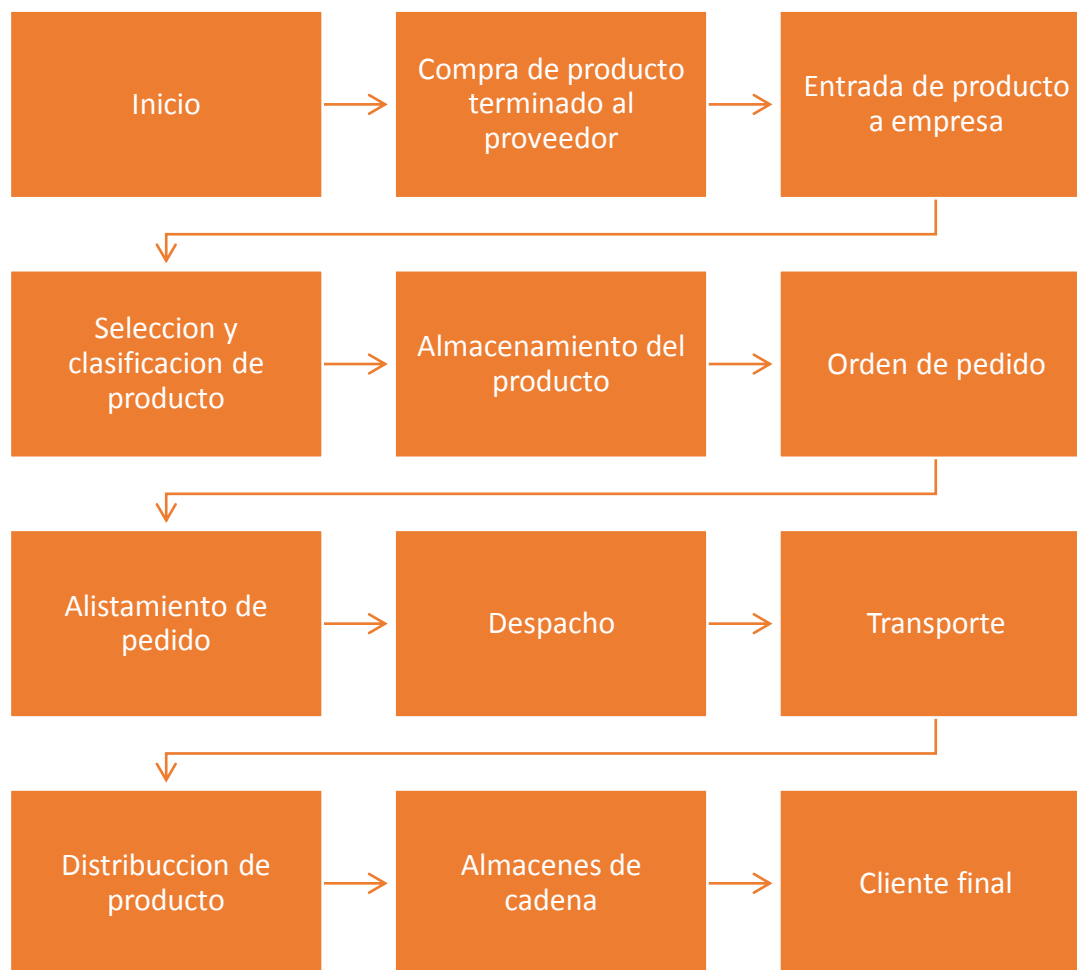 Inicio
Compra de producto
terminado al
proveedor
Entrada de producto
a empresa
Seleccion y
clasificacion de
producto
Almacenamiento del
producto
Orden de pedido
Alistamiento de
pedido
Despacho
Transporte
Distribuccion de
producto
Almacenes de
cadena
Cliente final